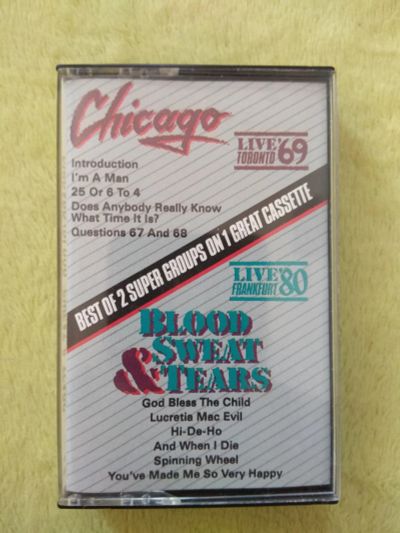 Chicago
LIVE '69
TORONTO
Introduction
I'm A Man
25 Or 6 To 4
Does Anybody Really Know
What Time It Is?
Questions 67 And 68
BEST OF 2 SUPER GROUPS ON 1 GREAT CASSETTE
LIVE '80
FRANKFURT
BLOOD
SWEAT
& TEARS
God Bless The Child
Lucretia Mac Evil
Hi-De-Ho
And When I Die
Spinning Wheel
You've Made Me So Very Happy